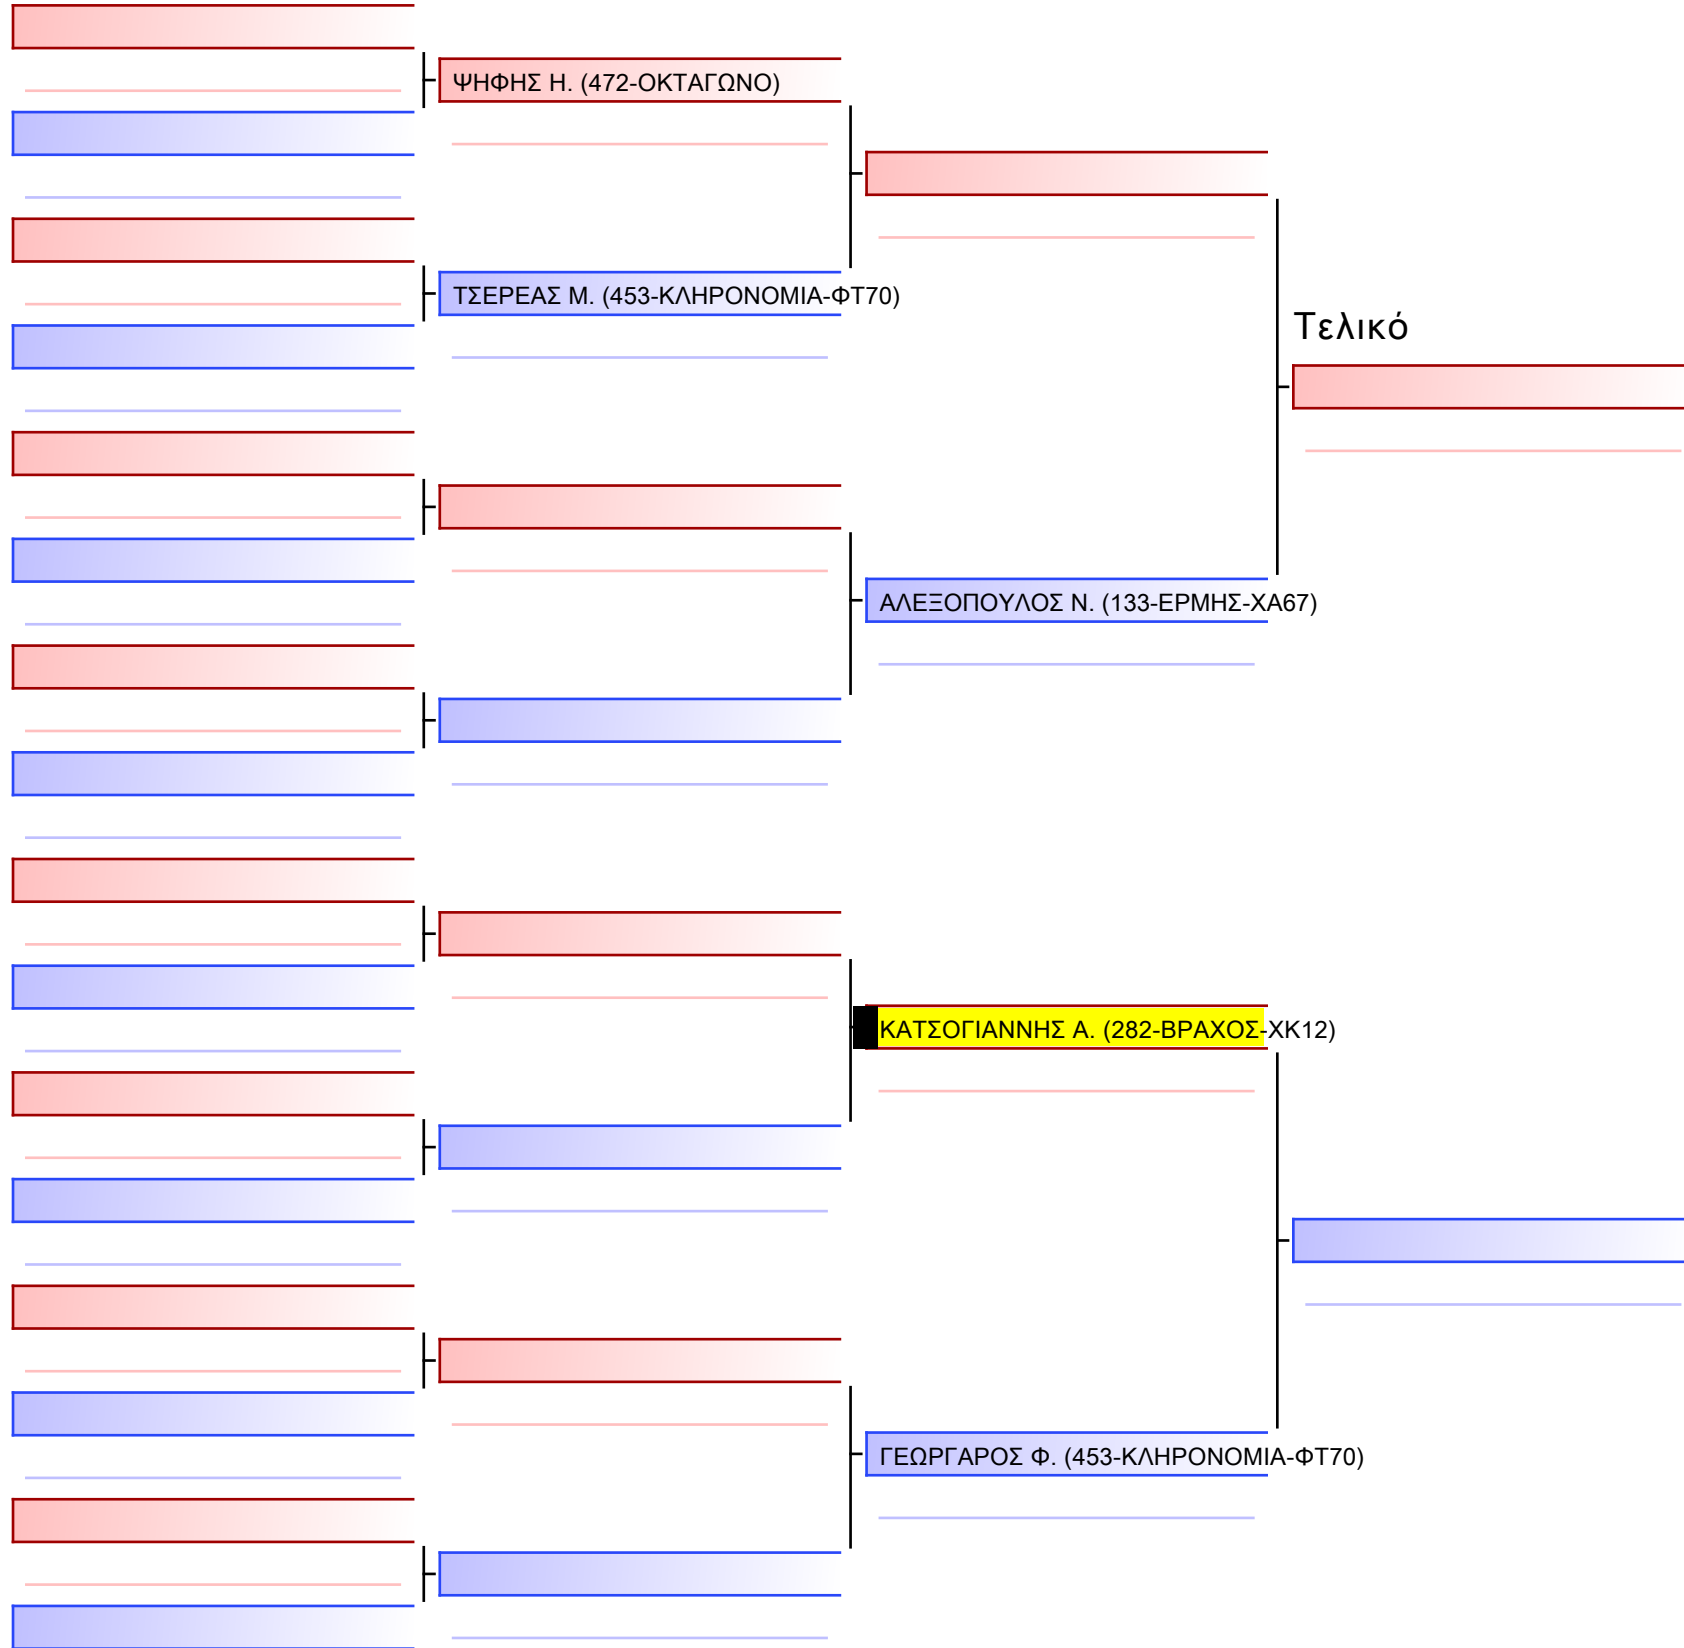 ΨΗΦΗΣ Η. (472-ΟΚΤΑΓΩΝΟ)
ΤΣΕΡΕΑΣ Μ. (453-ΚΛΗΡΟΝΟΜΙΑ-ΦΤ70)
Τελικό
ΑΛΕΞΟΠΟΥΛΟΣ Ν. (133-ΕΡΜΗΣ-ΧΑ67)
ΚΑΤΣΟΓΙΑΝΝΗΣ Α. (282-ΒΡΑΧΟΣ-ΧΚ12)
ΓΕΩΡΓΑΡΟΣ Φ. (453-ΚΛΗΡΟΝΟΜΙΑ-ΦΤ70)